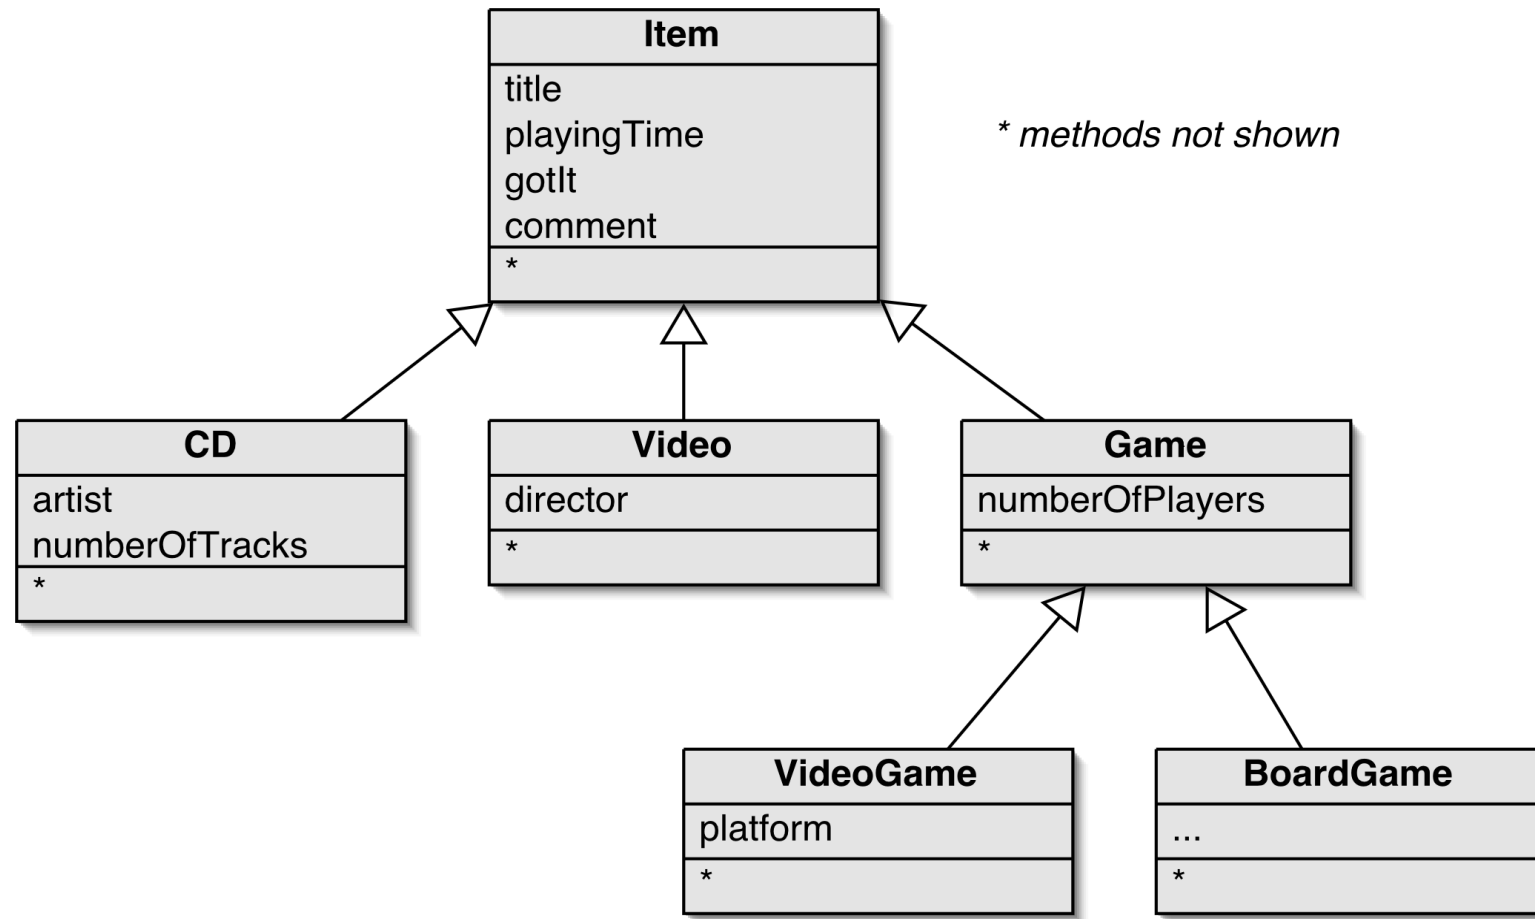 Item
title
playingTime
gotIt
comment
*
* methods not shown
CD
artist
numberOfTracks
*
Video
director
*
Game
numberOfPlayers
*
VideoGame
platform
*
BoardGame
...
*